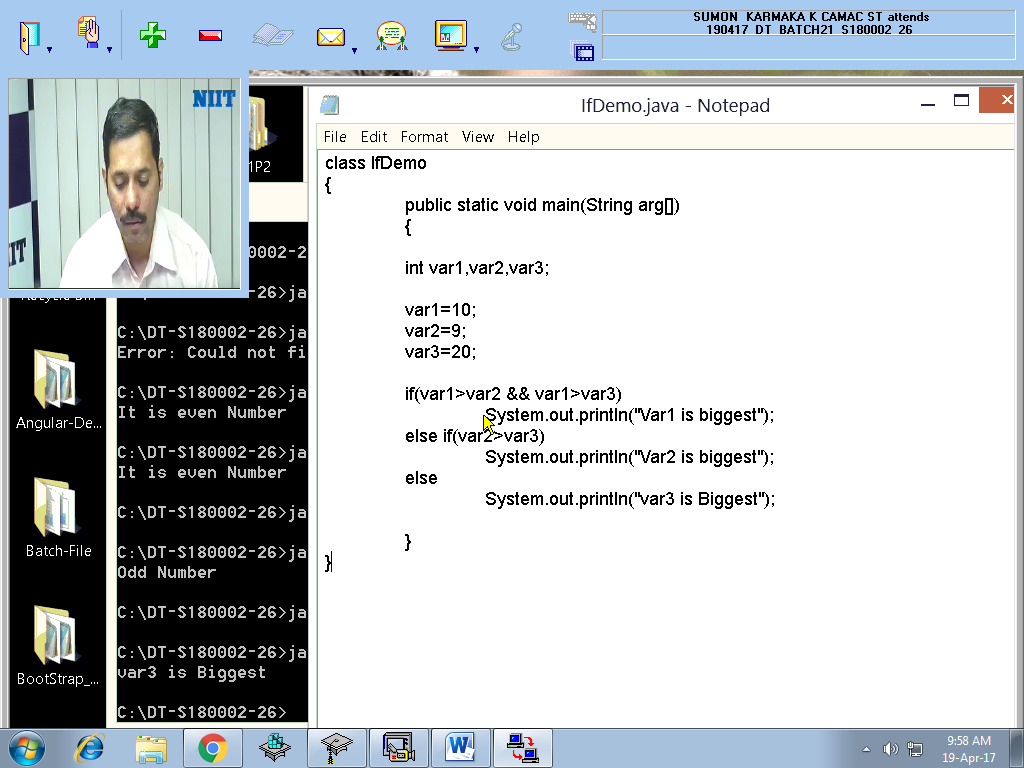 SUMON KARMAKA K CAMAC ST attends
190417_DT_BATCH21_S180002_26
NIIT
IT
1P2
IfDemo.java - Notepad
File Edit Format View Help
class IfDemo
{
public static void main(String arg[])
{
int var1,var2,var3;
var1=10;
var2=9;
var3=20;
if(var1>var2 && var1>var3)
System.out.println("Var1 is biggest");
else if(var2>var3)
System.out.println("Var2 is biggest");
else
System.out.println("var3 is Biggest");
}
}
0002-2
-26>ja
C:\DT-S180002-26>ja
Error: Could not fi
C:\DT-S180002-26>ja
It is even Number
C:\DT-S180002-26>ja
It is even Number
C:\DT-S180002-26>ja
C:\DT-S180002-26>ja
Odd Number
C:\DT-S180002-26>ja
C:\DT-S180002-26>ja
var3 is Biggest
C:\DT-S180002-26>
Angular-De...
Batch-File
BootStrap_...
9:58 AM
19-Apr-17